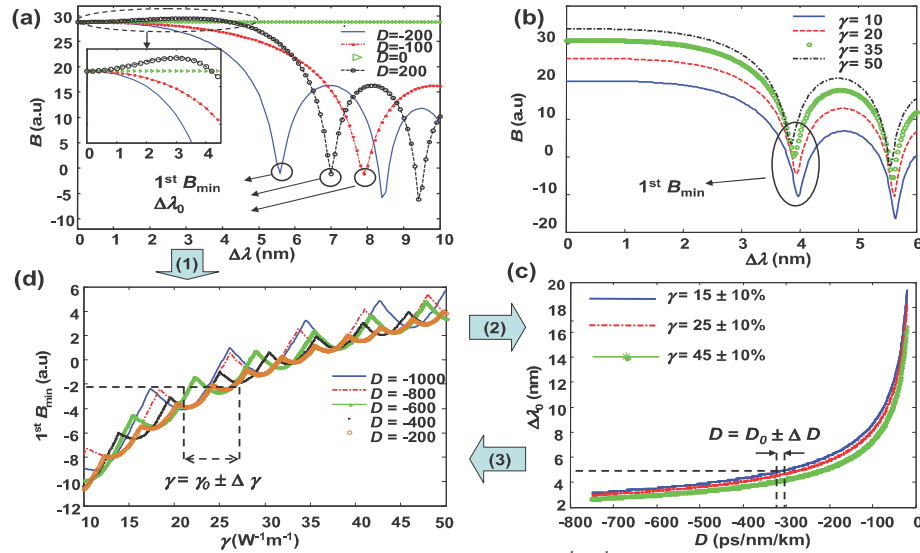 (a)
B (a.u)
30
25
20
15
10
5
0
-5
-10
D=-200
D=-100
D=0
D=200
0 1 2 3 4
1st Bmin
Δλ0
0 1 2 3 4 5 6 7 8 9 10
Δλ (nm)
(b)
B (a.u)
30
20
10
0
-10
-20
γ = 10
γ = 20
γ = 35
γ = 50
1st Bmin
0 1 2 3 4 5 6
Δλ (nm)
(1)
(d)
1st Bmin (a.u)
6
4
2
0
-2
-4
-6
-8
-10
-12
D = -1000
D = -800
D = -600
D = -400
D = -200
γ = γ0 ± Δ γ
10 15 20 25 30 35 40 45 50
γ(W-1m-1)
(2)
(3)
(c)
Δλ0 (nm)
20
18
16
14
12
10
8
6
4
2
γ = 15 ± 10%
γ = 25 ± 10%
γ = 45 ± 10%
D = D0 ± Δ D
-800 -700 -600 -500 -400 -300 -200 -100 0
D (ps/nm/km)